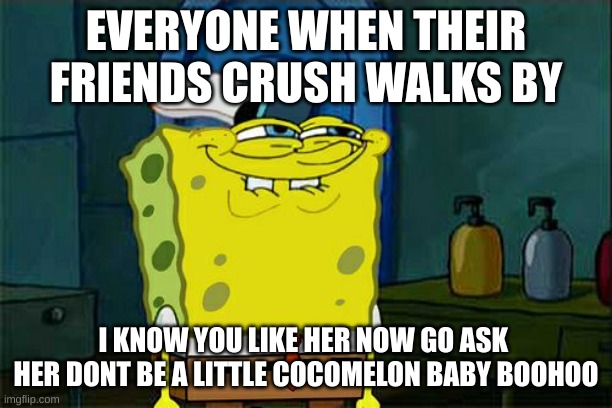 EVERYONE WHEN THEIR
FRIENDS CRUSH WALKS BY
I KNOW YOU LIKE HER NOW GO ASK
HER DONT BE A LITTLE COCOMELON BABY BOOHOO
imgflip.com